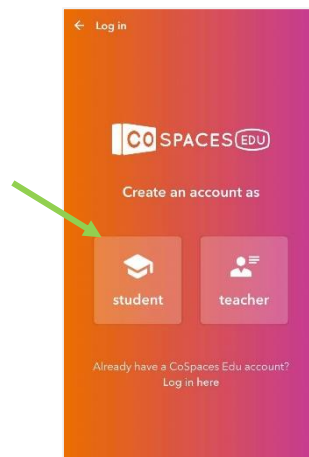 ← Log in
CO SPACES EDU
Create an account as
student
teacher
Already have a CoSpaces Edu account?
Log in here